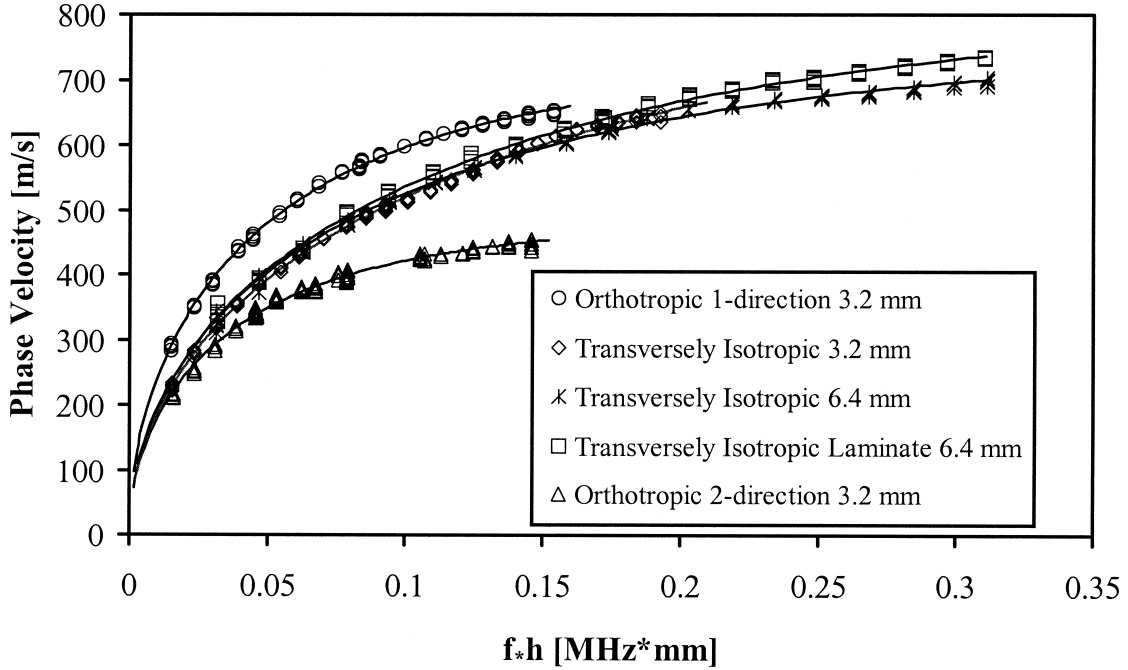 800
700
600
500
400
300
200
100
0
Phase Velocity [m/s]
Orthotropic 1-direction 3.2 mm
Transversely Isotropic 3.2 mm
Transversely Isotropic 6.4 mm
Transversely Isotropic Laminate 6.4 mm
Orthotropic 2-direction 3.2 mm
0 0.05 0.1 0.15 0.2 0.25 0.3 0.35
f*h [MHz*mm]